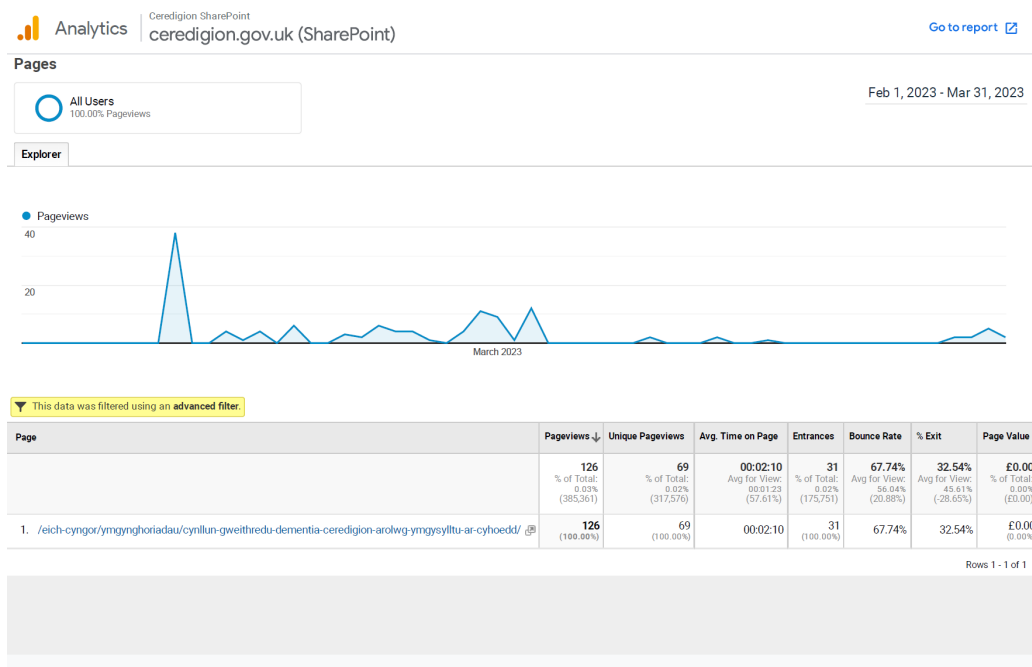 Analytics
Ceredigion SharePoint
ceredigion.gov.uk (SharePoint)
Go to report
Pages
All Users
100.00% Pageviews
Feb 1, 2023 - Mar 31, 2023
Explorer
Pageviews
40
20
March 2023
This data was filtered using an advanced filter.
Page Pageviews Unique Pageviews Avg. Time on Page Entrances Bounce Rate % Exit Page Value
126 69 00:02:10 31 67.74% 32.54% £0.00
% of Total: % of Total: Avg for View: % of Total: Avg for View: Avg for View: % of Total:
0.03% 0.02% 00:01:23 0.02% 56.04% 45.61% 0.00%
(385,361) (317,576) (57.61%) (175,751) (20.88%) (-28.65%) (£0.00)
1. /eich-cyngor/ymgynghoriadau/cynllun-gweithredu-dementia-ceredigion-arolwg-ymgysylltu-ar-cyhoedd/ 126 69 00:02:10 31 67.74% 32.54% £0.00
(100.00%) (100.00%) (100.00%) (0.00%
Rows 1 - 1 of 1